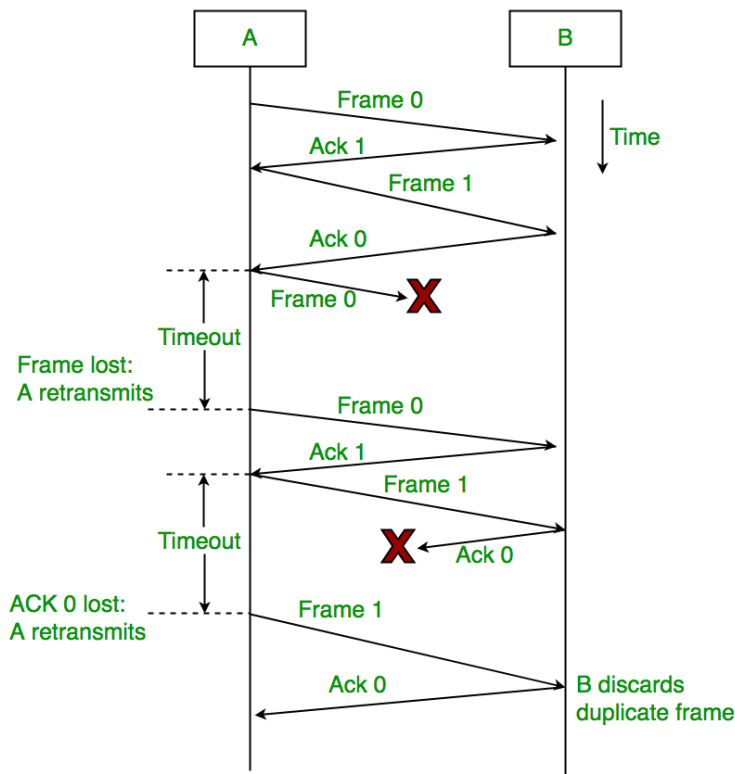 A
B
Frame 0
Time
Ack 1
Frame 1
Ack 0
Frame 0
X
Timeout
Frame lost:
A retransmits
Frame 0
Ack 1
Frame 1
X
Timeout
Ack 0
ACK 0 lost:
A retransmits
Frame 1
Ack 0
B discards
duplicate frame